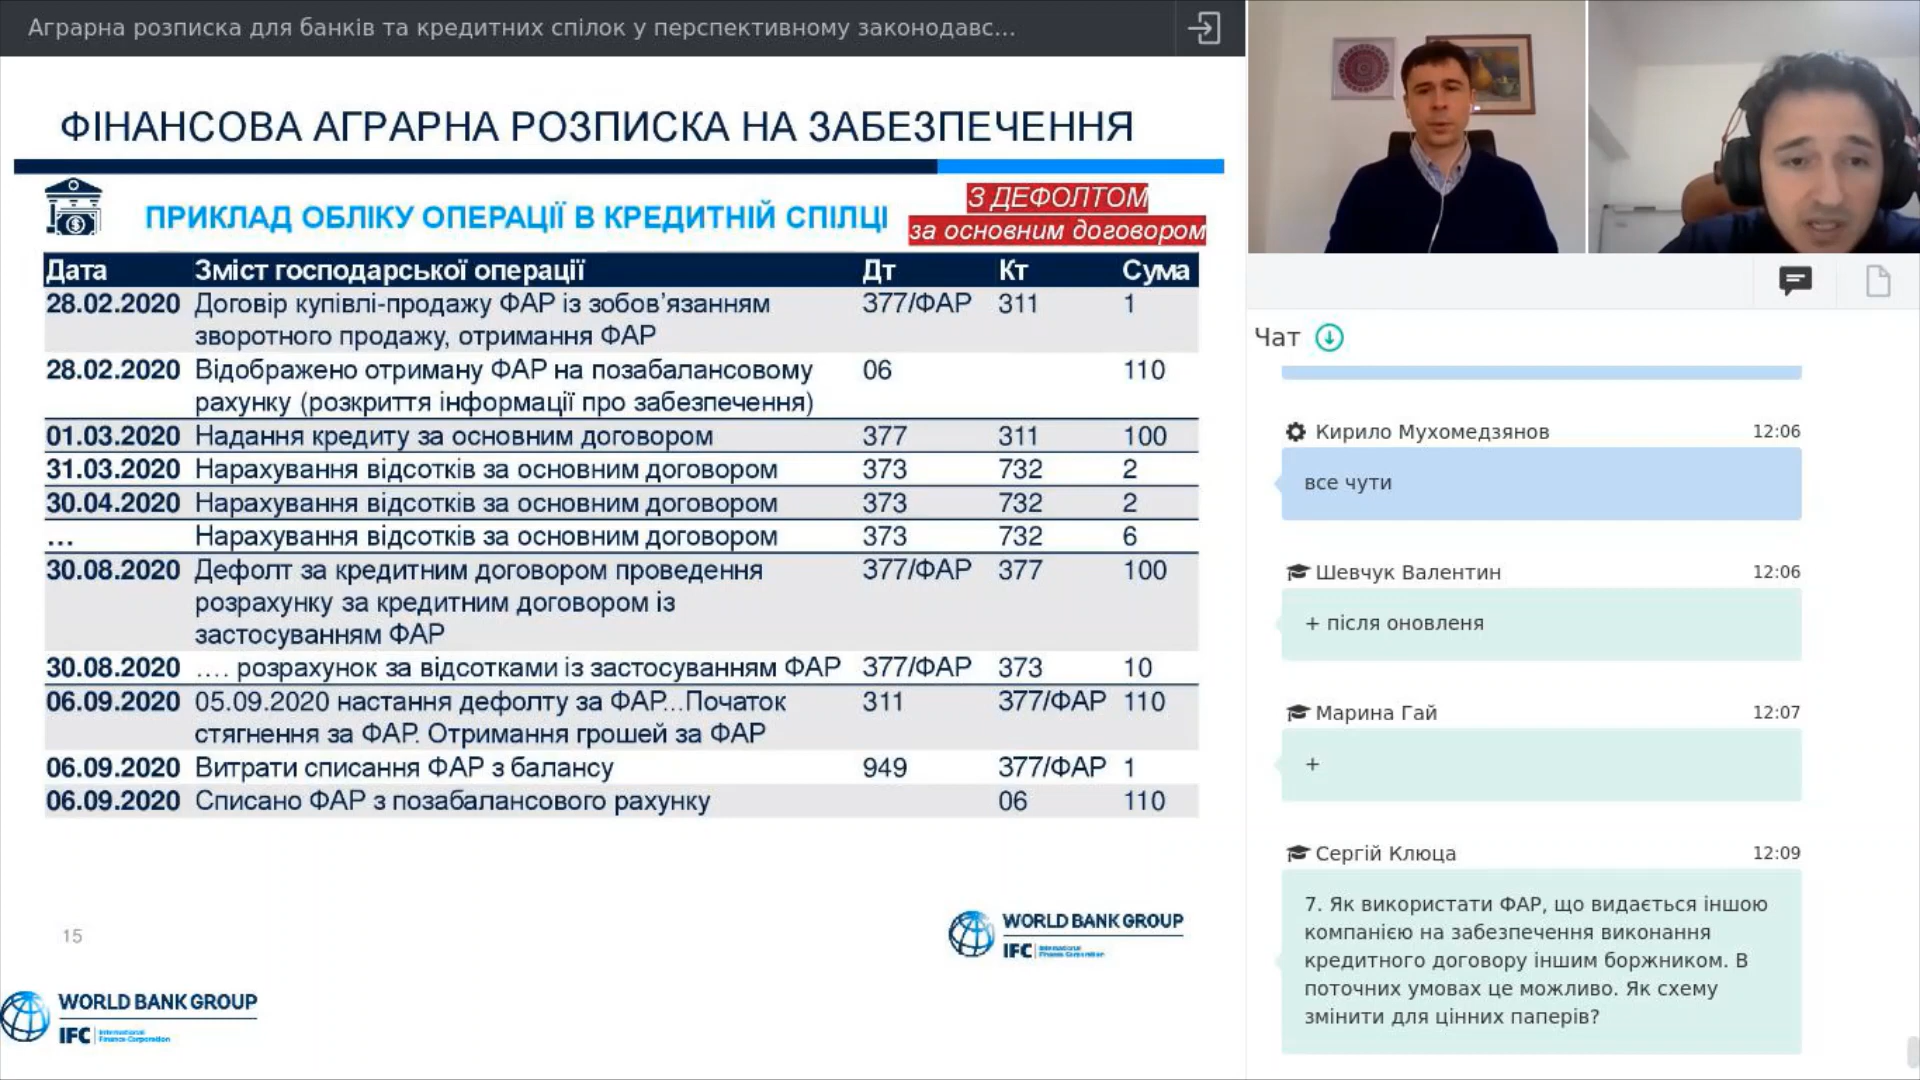 Аграрна розписка для банків та кредитних спілок у перспективному законодавс...
ФІНАНСОВА АГРАРНА РОЗПИСКА НА ЗАБЕЗПЕЧЕННЯ
ПРИКЛАД ОБЛІКУ ОПЕРАЦІЇ В КРЕДИТНІЙ СПІЛЦІ
З ДЕФОЛТОМ
за основним договором
Дата Зміст господарської операції Дт Кт Сума
28.02.2020 Договір купівлі-продажу ФАР із зобов’язанням 377/ФАР 311 1
зворотного продажу, отримання ФАР
28.02.2020 Відображено отриману ФАР на позабалансовому 06 110
рахунку (розкриття інформації про забезпечення)
01.03.2020 Надання кредиту за основним договором 377 311 100
31.03.2020 Нарахування відсотків за основним договором 373 732 2
30.04.2020 Нарахування відсотків за основним договором 373 732 2
... Нарахування відсотків за основним договором 373 732 6
30.08.2020 Дефолт за кредитним договором проведення 377/ФАР 377 100
розрахунку за кредитним договором із
застосуванням ФАР
30.08.2020 .... розрахунок за відсотками із застосуванням ФАР 377/ФАР 373 10
06.09.2020 05.09.2020 настання дефолту за ФАР...Початок 311 377/ФАР 110
стягнення за ФАР. Отримання грошей за ФАР
06.09.2020 Витрати списання ФАР з балансу 949 377/ФАР 1
06.09.2020 Списано ФАР з позабалансового рахунку 06 110
15
WORLD BANK GROUP
IFC International
Finance Corporation
WORLD BANK GROUP
IFC International
Finance Corporation
Чат
Кирило Мухомедзянов 12:06
все чути
Шевчук Валентин 12:06
+ після оновленя
Марина Гай 12:07
+
Сергій Клюца 12:09
7. Як використати ФАР, що видається іншою
компанією на забезпечення виконання
кредитного договору іншим боржником. В
поточних умовах це можливо. Як схему
змінити для цінних паперів?